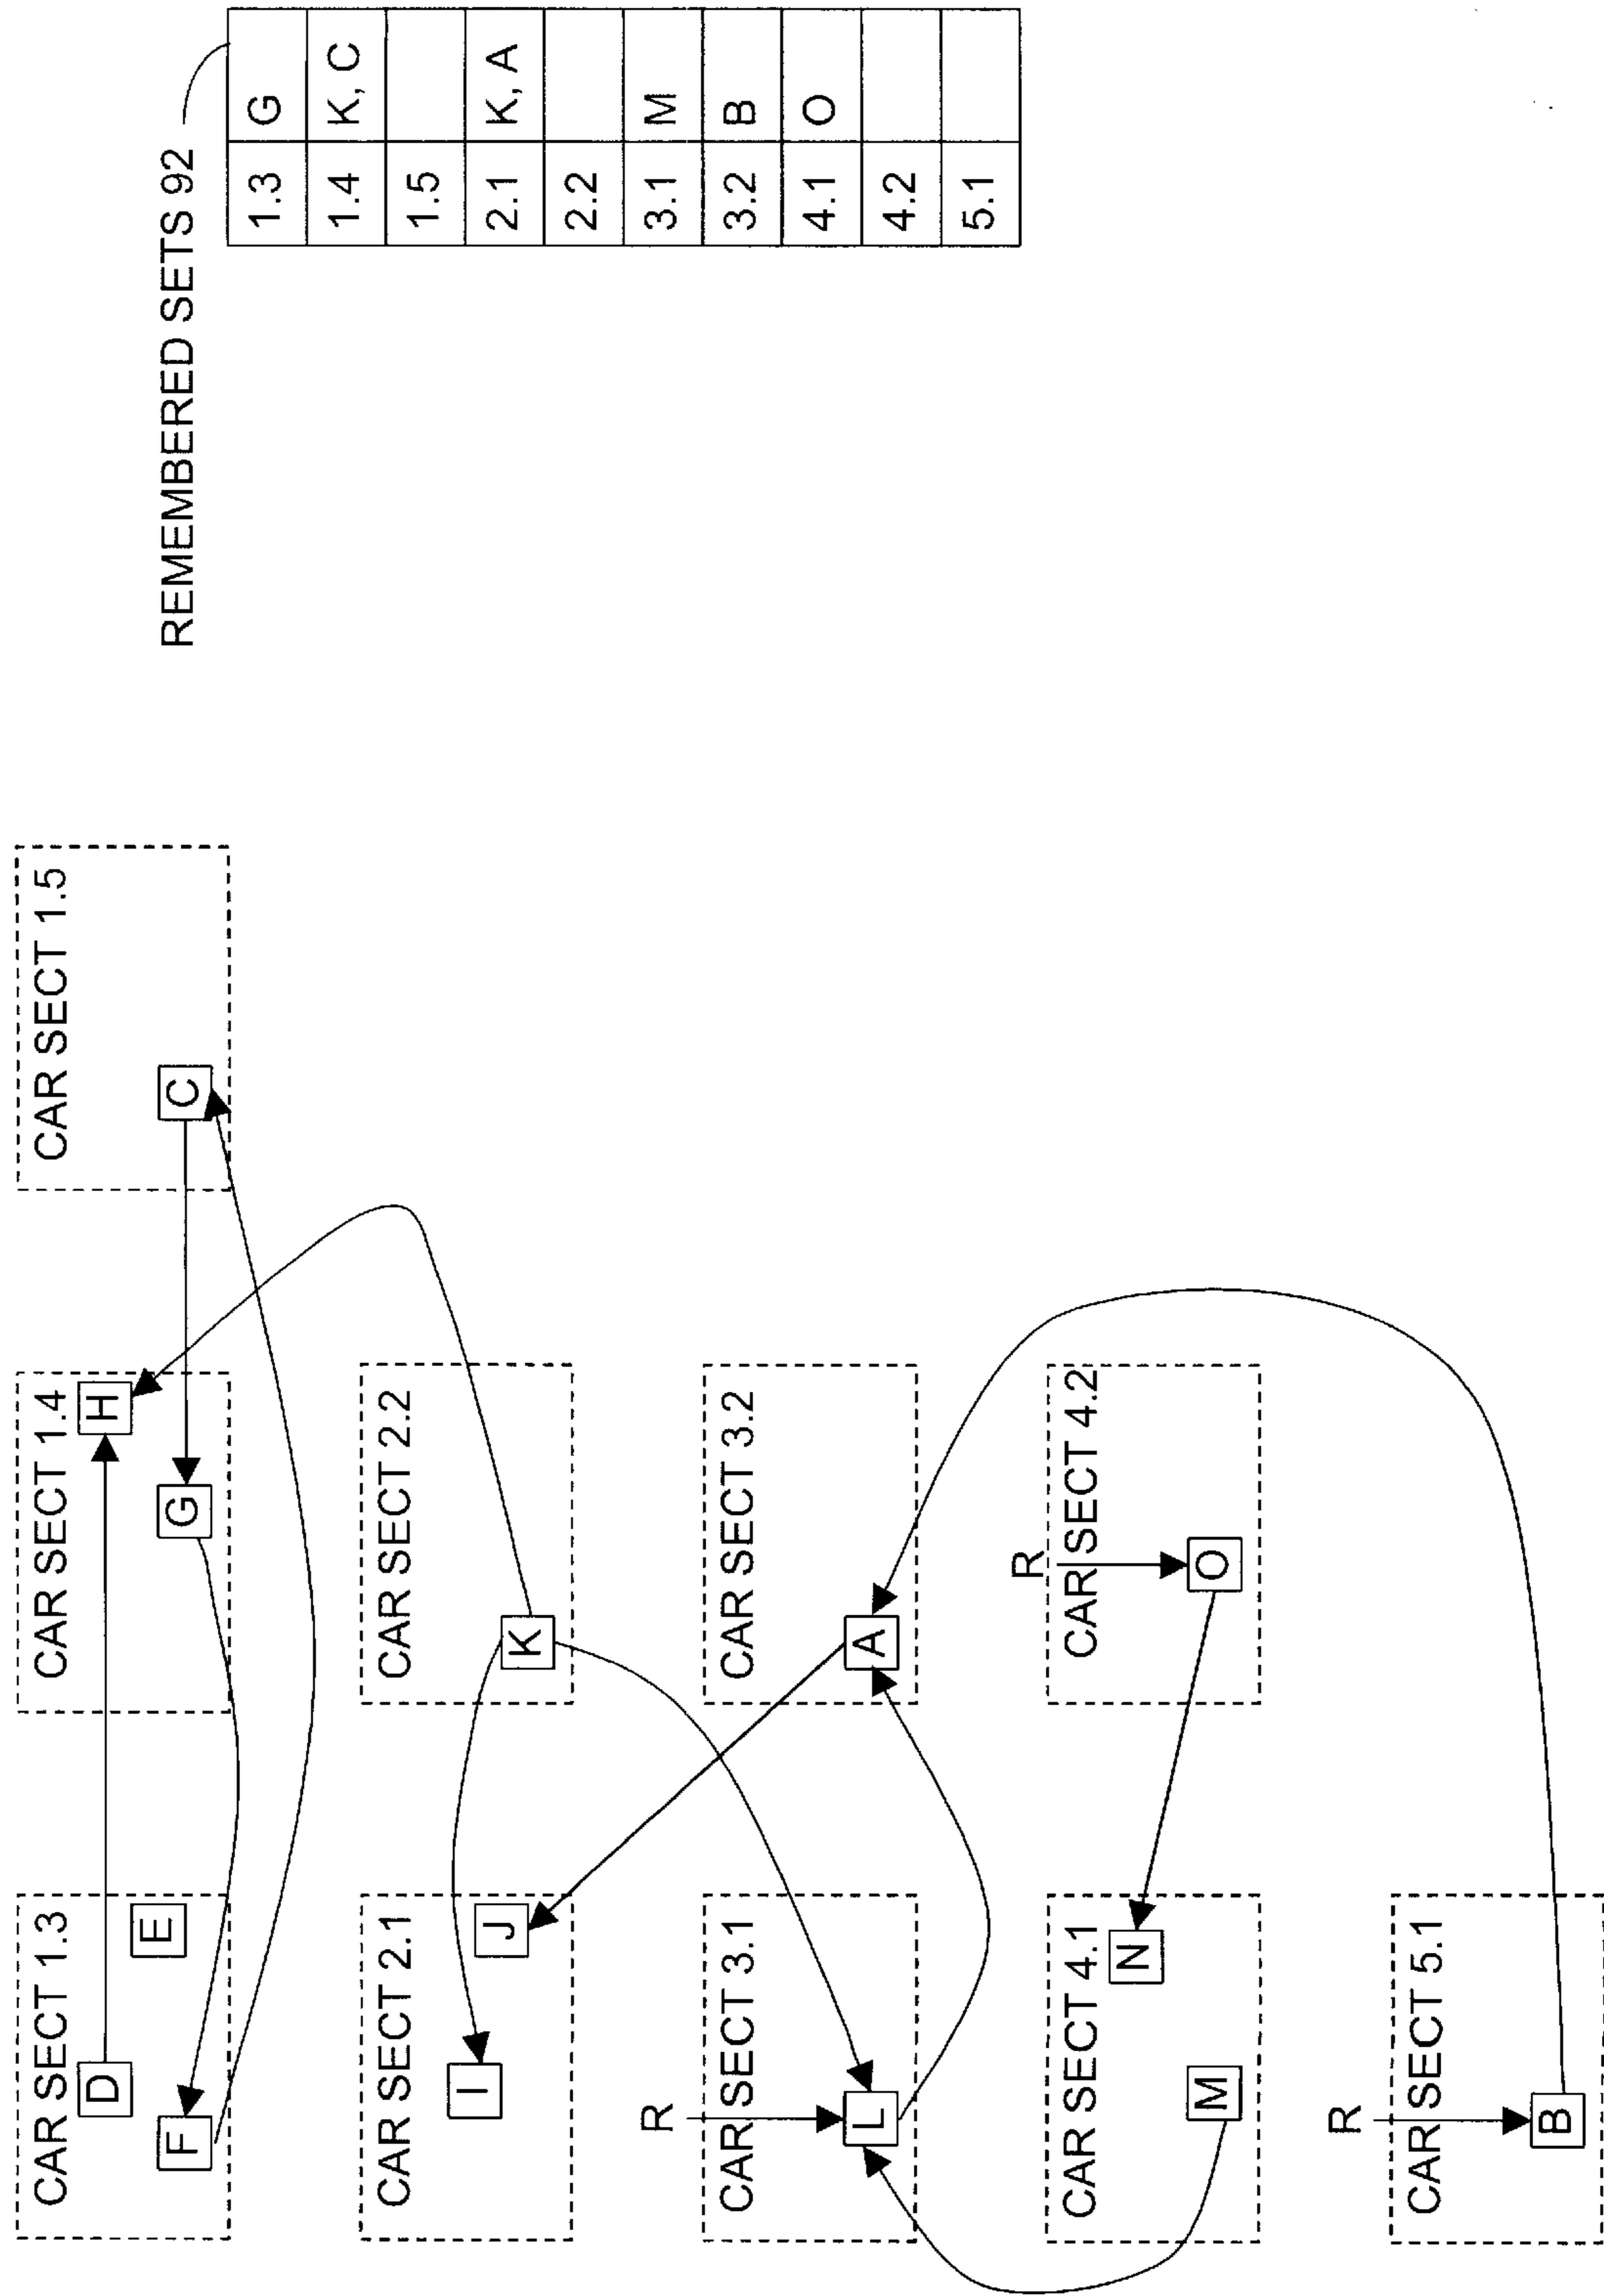 CAR SECT 1.3
D
E
F
CAR SECT 1.4
H
G
CAR SECT 1.5
C
CAR SECT 2.1
I
J
CAR SECT 2.2
K
R
CAR SECT 3.1
L
CAR SECT 3.2
A
CAR SECT 4.1
N
M
R
CAR SECT 4.2
O
R
CAR SECT 5.1
B
REMEMBERED SETS 92
1.3 G
1.4 K, C
1.5
2.1 K, A
2.2
3.1 M
3.2 B
4.1 O
4.2
5.1